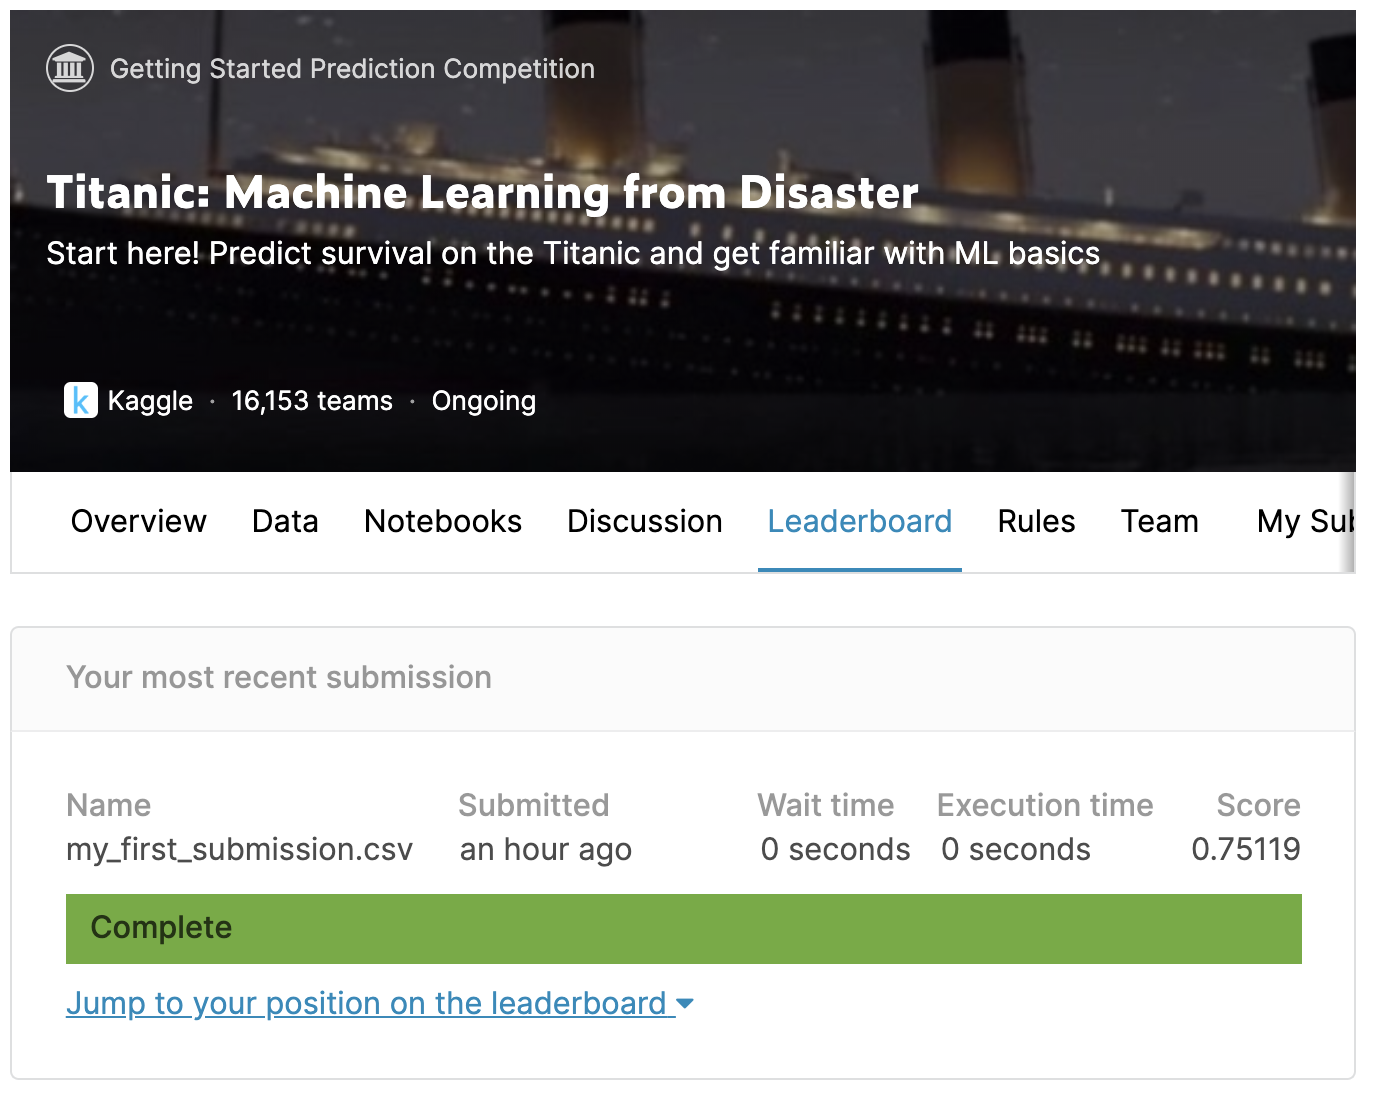 Getting Started Prediction Competition
Titanic: Machine Learning from Disaster
Start here! Predict survival on the Titanic and get familiar with ML basics
k Kaggle · 16,153 teams · Ongoing
Overview Data Notebooks Discussion Leaderboard Rules Team My Sub
Your most recent submission
Name Submitted Wait time Execution time Score
my_first_submission.csv an hour ago 0 seconds 0 seconds 0.75119
Complete
Jump to your position on the leaderboard